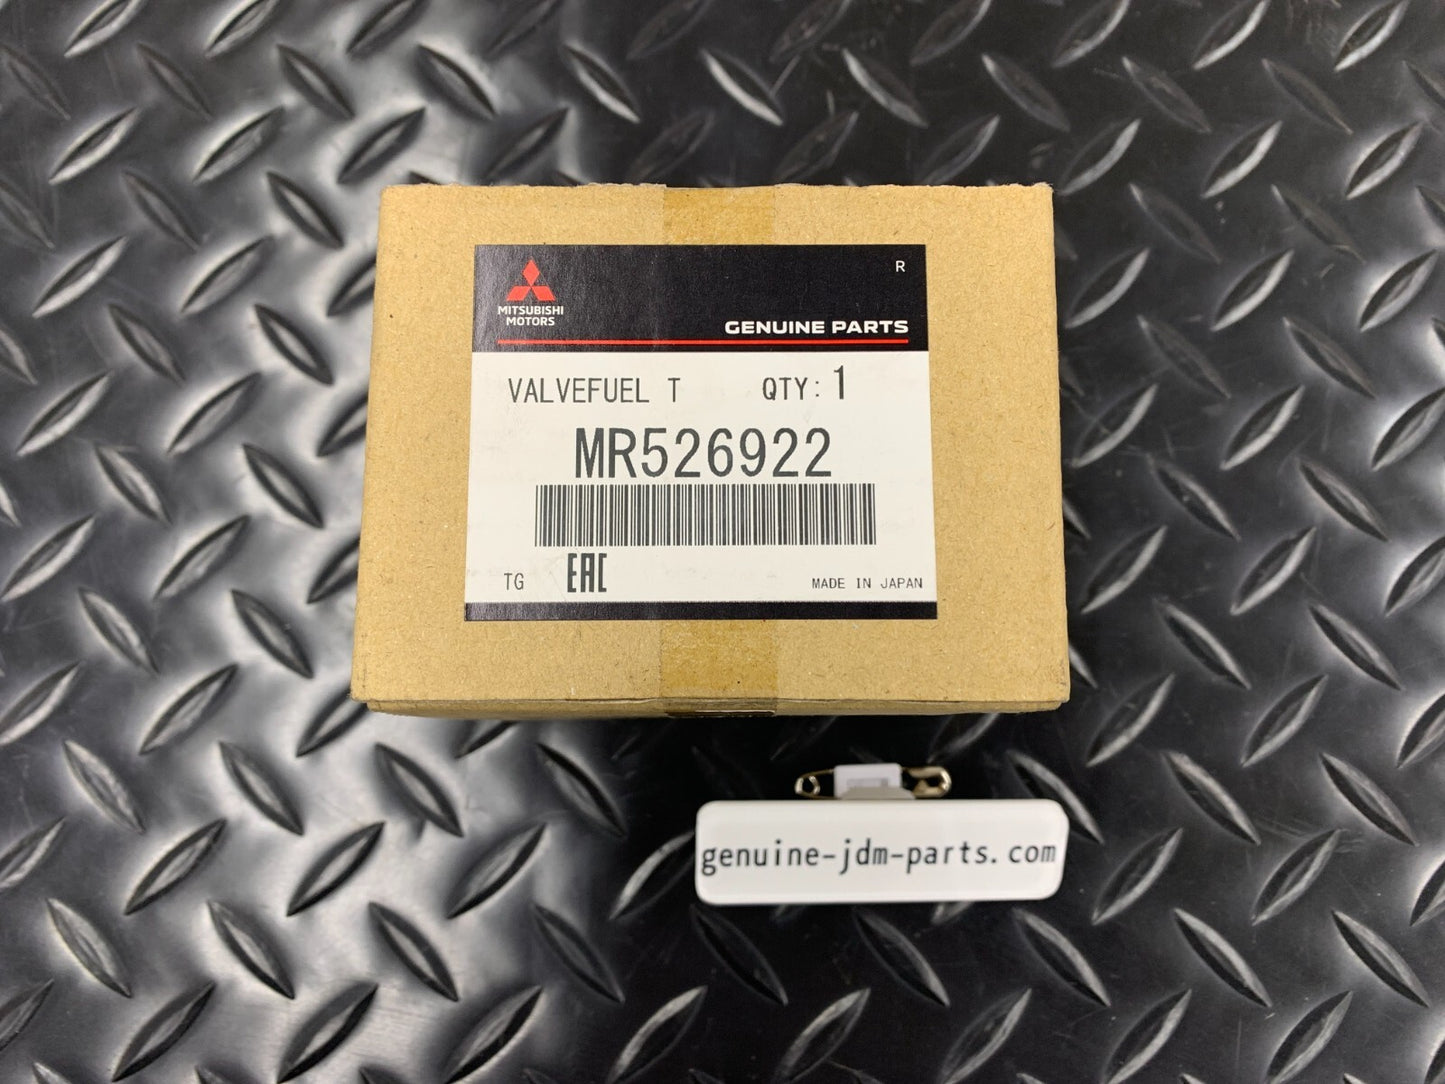 R
MITSUBISHI
MOTORS
GENUINE PARTS
VALVEFUEL T QTY: 1
MR526922
TG EAC MADE IN JAPAN
genuine-jdm-parts.com